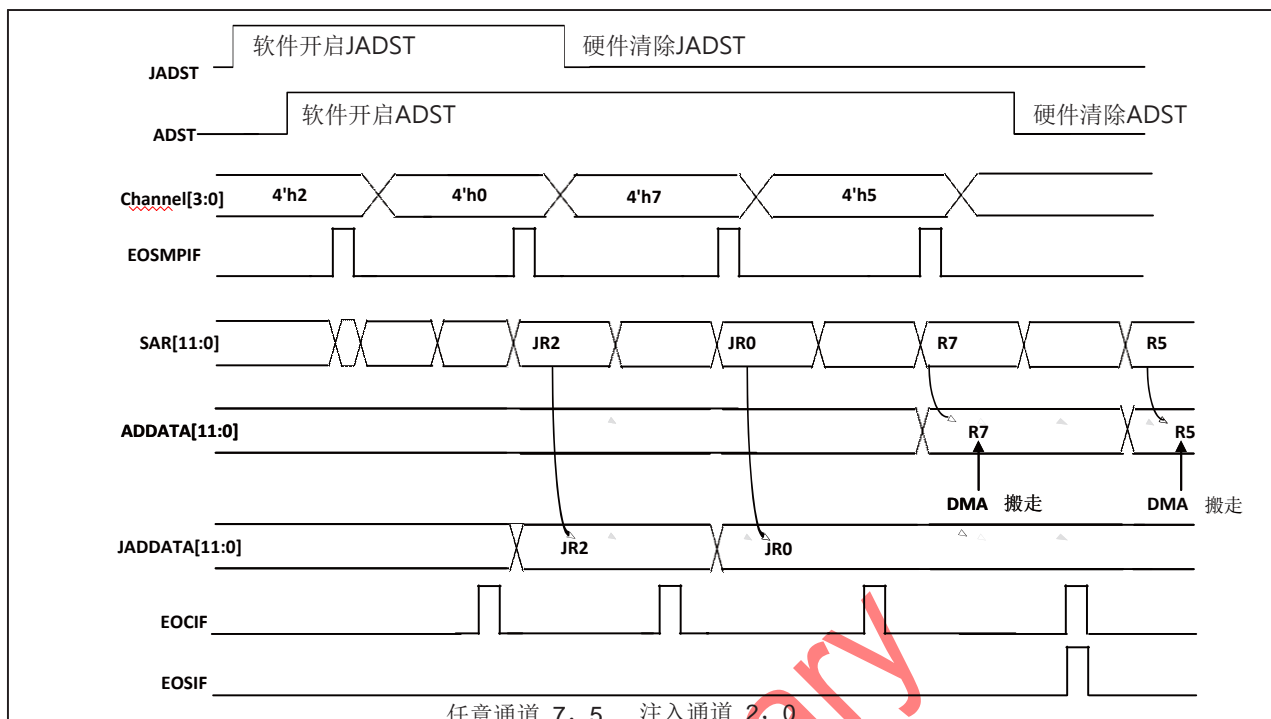 软件开启JADST 硬件清除JADST
JADST
软件开启ADST 硬件清除ADST
ADST
Channel[3:0] 4'h2 4'h0 4'h7 4'h5
EOSMPIF
SAR[11:0] JR2 JR0 R7 R5
ADDATA[11:0] R7 R5
DMA 搬走 DMA 搬走
JADDATA[11:0] JR2 JR0
EOCIF
EOSIF
任意通道 7，5 注入通道 2，0